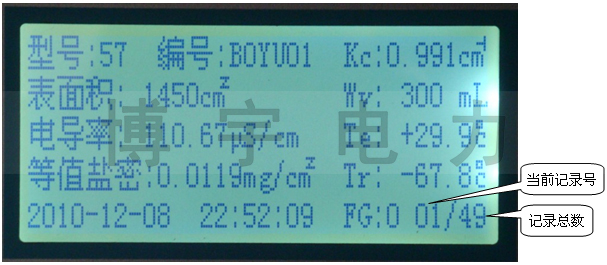 型号:57 编号:BOYU01 Kc:0.991cm⁻¹
表面积: 1450cm² Wy: 300 mL
电导率: 110.67μS/cm Te: +29.9℃
等值盐密:0.0119mg/cm² Tr: -67.8℃
2010-12-08 22:52:09 FG:0 01/49
当前记录号
记录总数
博宇电力